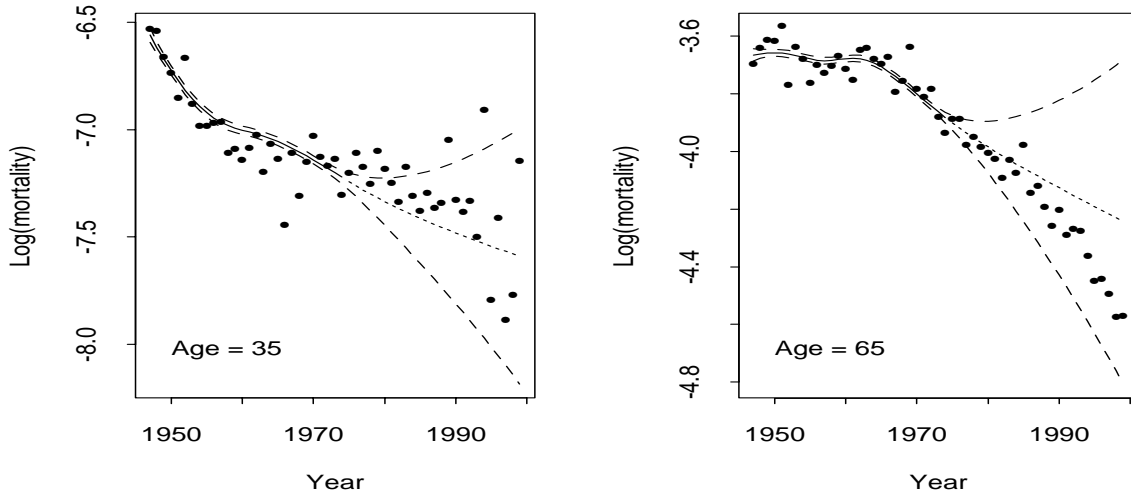 Log(mortality)
-6.5
-7.0
-7.5
-8.0
Age = 35
1950
1970
1990
Year
Log(mortality)
-3.6
-4.0
-4.4
-4.8
Age = 65
1950
1970
1990
Year